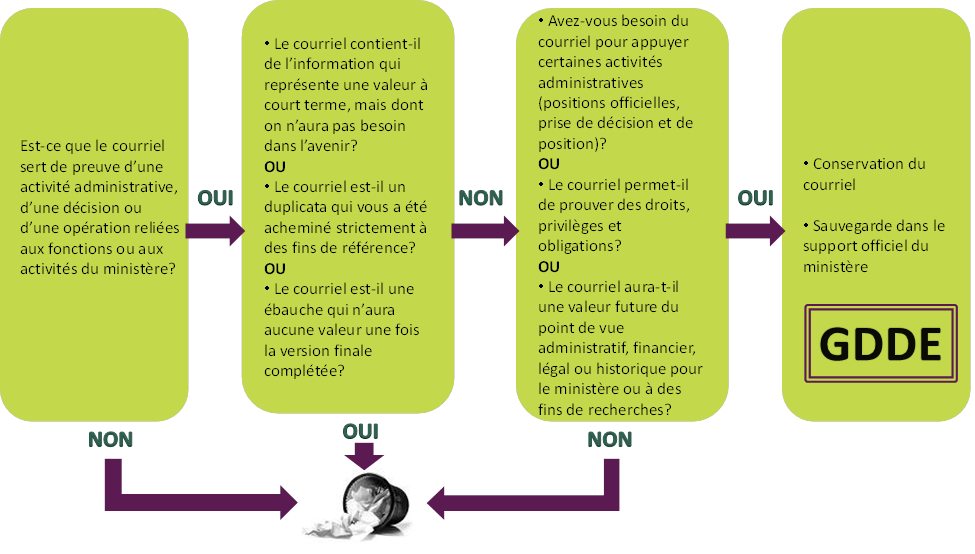 Est-ce que le courriel
sert de preuve d’une
activité administrative,
d’une décision ou
d’une opération reliées
aux fonctions ou aux
activités du ministère?
OUI
NON
• Le courriel contient-il
de l’information qui
représente une valeur à
court terme, mais dont
on n’aura pas besoin
dans l’avenir?
OU
• Le courriel est-il un
duplicata qui vous a été
acheminé strictement à
des fins de référence?
OU
• Le courriel est-il une
ébauche qui n’aura
aucune valeur une fois
la version finale
complétée?
NON
OUI
• Avez-vous besoin du
courriel pour appuyer
certaines activités
administratives
(positions officielles,
prise de décision et de
position)?
OU
• Le courriel permet-il
de prouver des droits,
privilèges et
obligations?
OU
• Le courriel aura-t-il
une valeur future du
point de vue
administratif, financier,
légal ou historique pour
le ministère ou à des
fins de recherches?
OUI
NON
• Conservation du
courriel
• Sauvegarde dans le
support officiel du
ministère
GDDE